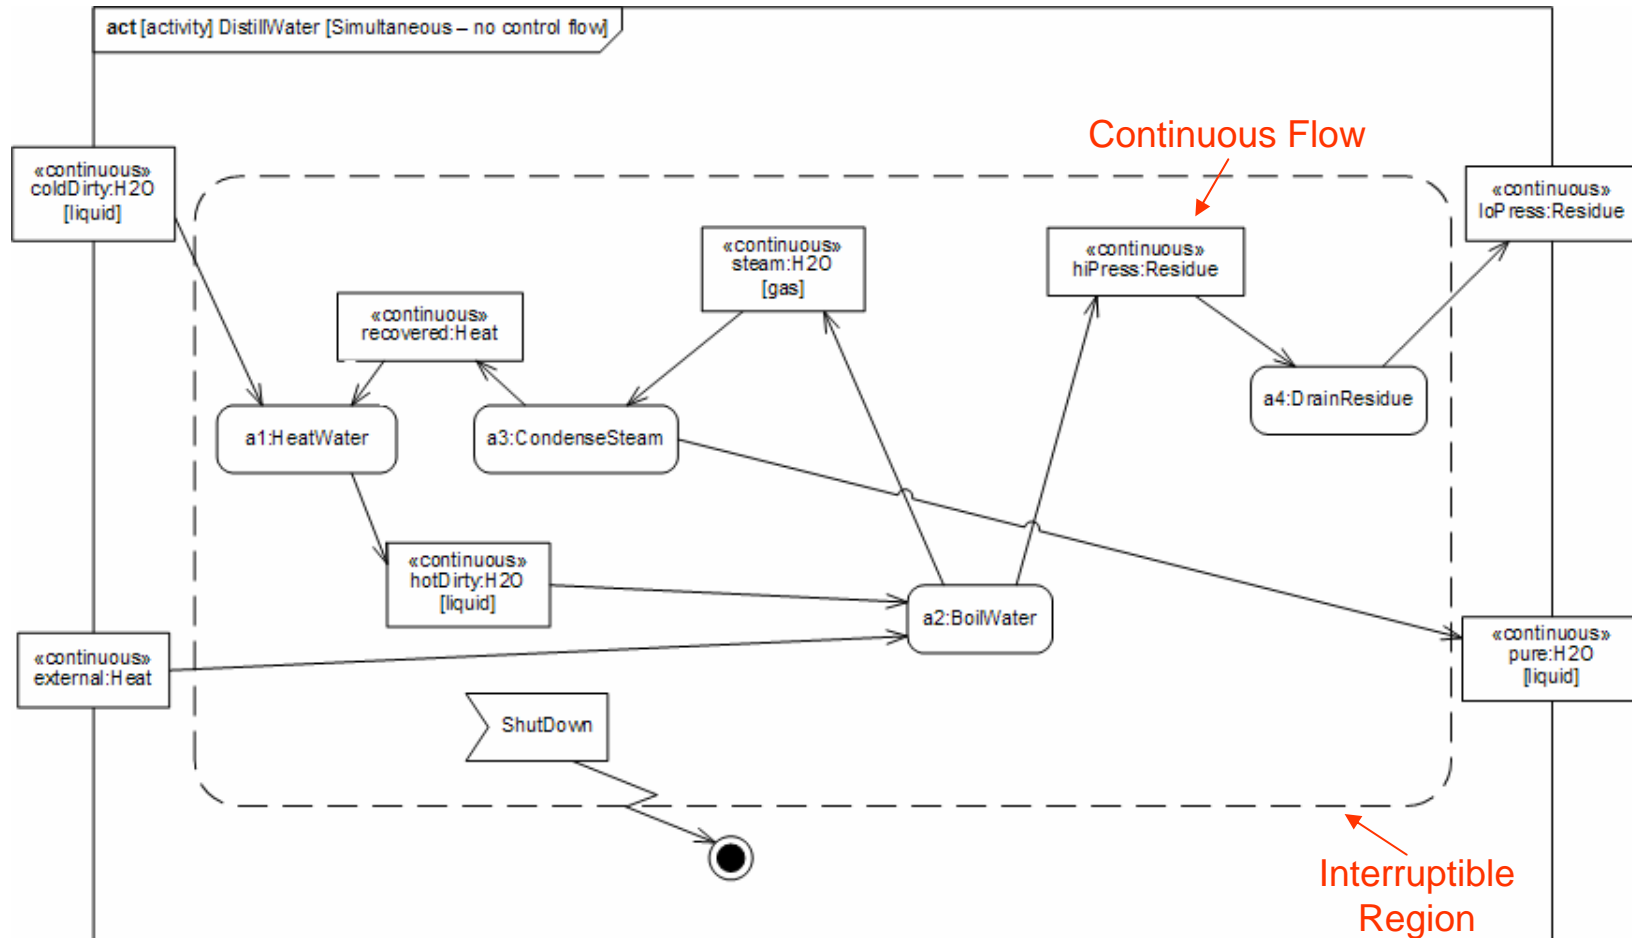 act [activity] DistillWater [Simultaneous – no control flow]
Continuous Flow
«continuous»
coldDirty:H2O
[liquid]
«continuous»
loPress:Residue
«continuous»
steam:H2O
[gas]
«continuous»
hiPress:Residue
«continuous»
recovered:Heat
a4:DrainResidue
a1:HeatWater
a3:CondenseSteam
«continuous»
hotDirty:H2O
[liquid]
a2:BoilWater
«continuous»
external:Heat
«continuous»
pure:H2O
[liquid]
ShutDown
Interruptible
Region